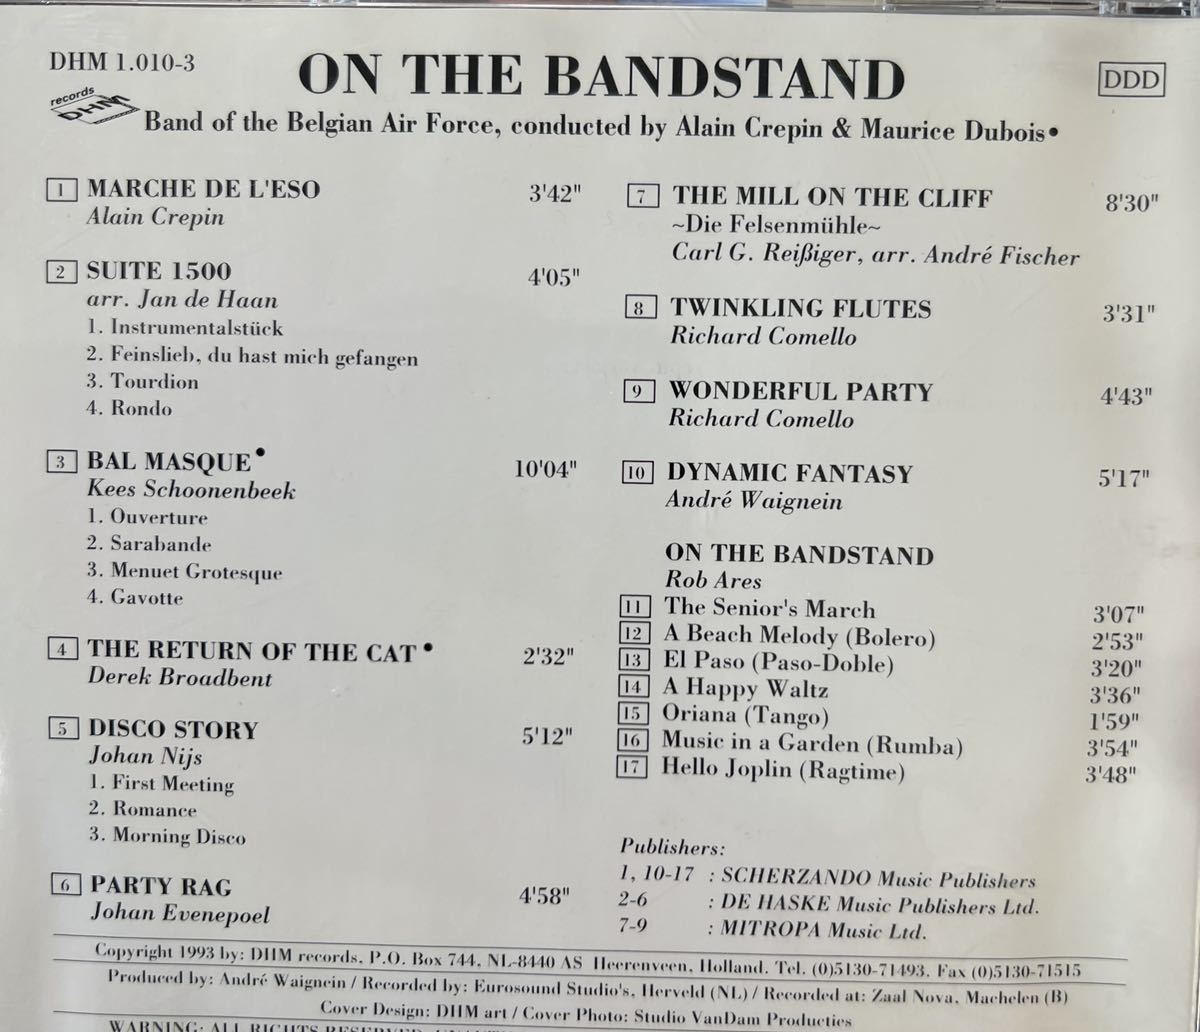 DHM 1.010-3
records
DHM
ON THE BANDSTAND
DDD
Band of the Belgian Air Force, conducted by Alain Crepin & Maurice Dubois•
1 MARCHE DE L'ESO 3'42"
Alain Crepin
2 SUITE 1500 4'05"
arr. Jan de Haan
1. Instrumentalstück
2. Feinslieb, du hast mich gefangen
3. Tourdion
4. Rondo
3 BAL MASQUE• 10'04"
Kees Schoonenbeek
1. Ouverture
2. Sarabande
3. Menuet Grotesque
4. Gavotte
4 THE RETURN OF THE CAT• 2'32"
Derek Broadbent
5 DISCO STORY 5'12"
Johan Nijs
1. First Meeting
2. Romance
3. Morning Disco
6 PARTY RAG 4'58"
Johan Evenepoel
7 THE MILL ON THE CLIFF 8'30"
~Die Felsenmühle~
Carl G. Reißiger, arr. André Fischer
8 TWINKLING FLUTES 3'31"
Richard Comello
9 WONDERFUL PARTY 4'43"
Richard Comello
10 DYNAMIC FANTASY 5'17"
André Waignein
ON THE BANDSTAND
Rob Ares
11 The Senior's March 3'07"
12 A Beach Melody (Bolero) 2'53"
13 El Paso (Paso-Doble) 3'20"
14 A Happy Waltz 3'36"
15 Oriana (Tango) 1'59"
16 Music in a Garden (Rumba) 3'54"
17 Hello Joplin (Ragtime) 3'48"
Publishers:
1, 10-17 : SCHERZANDO Music Publishers
2-6 : DE HASKE Music Publishers Ltd.
7-9 : MITROPA Music Ltd.
Copyright 1993 by: DHM records, P.O. Box 744, NL-8440 AS Heerenveen, Holland. Tel. (0)5130-71493. Fax (0)5130-71515
Produced by: André Waignein / Recorded by: Eurosound Studio's, Herveld (NL) / Recorded at: Zaal Nova, Machelen (B)
Cover Design: DHM art / Cover Photo: Studio VanDam Producties
WARNING: ALL RIGHTS RESERVED.